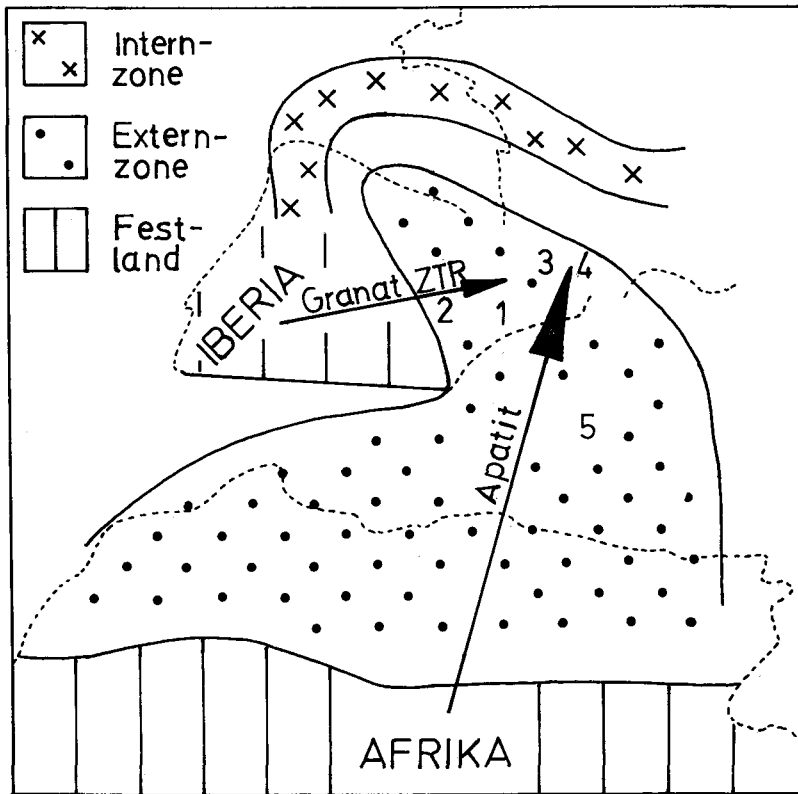 Intern-
zone
Extern-
zone
Fest-
land
IBERIA
Granat ZTR
3 4
2 1
Apatit
5
AFRIKA